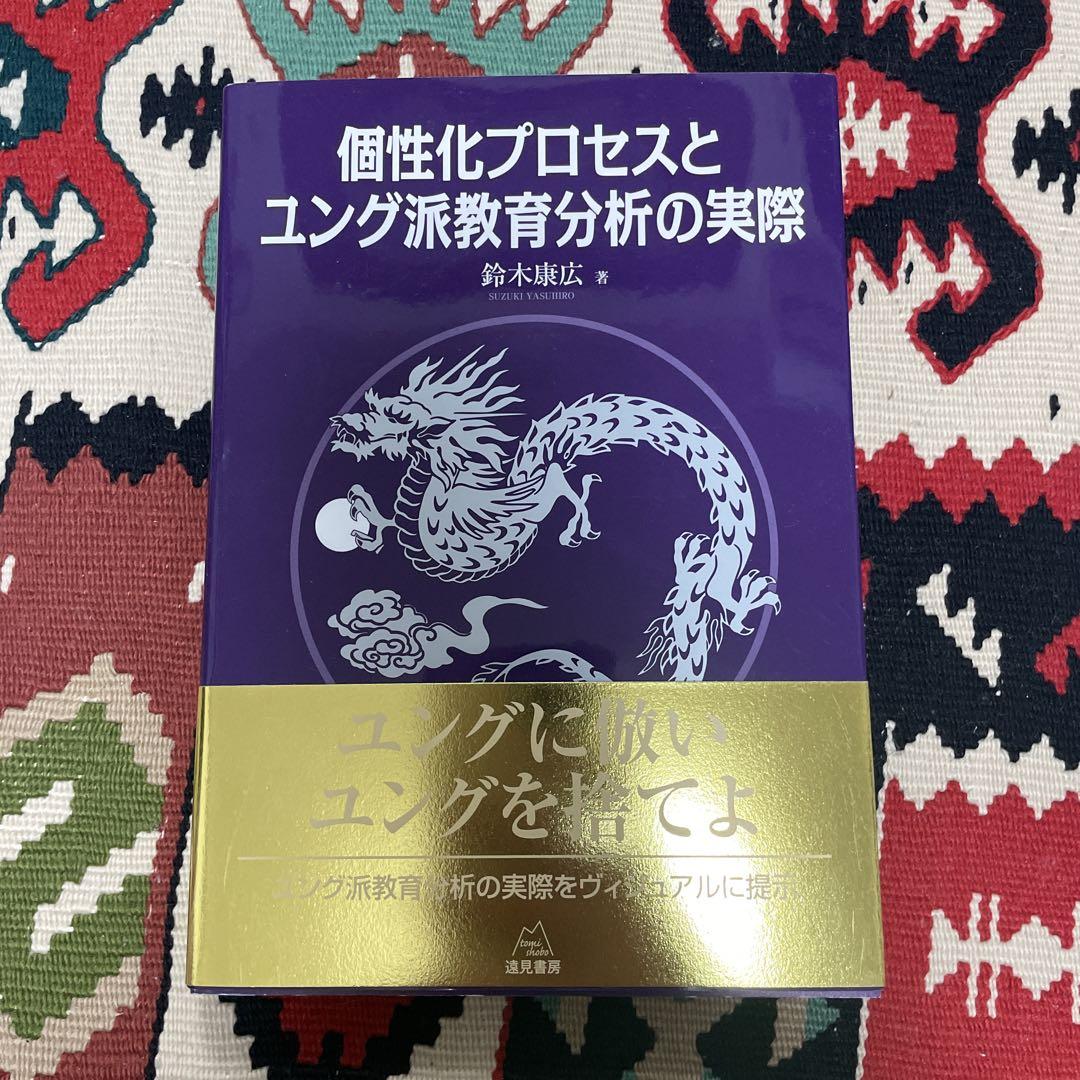 個性化プロセスと
ユング派教育分析の実際
鈴木康広 著
SUZUKI YASUHIRO
ユングに倣い
ユングを捨てよ
ユング派教育分析の実際をヴィジュアルに提示
tomi
shobo
遠見書房